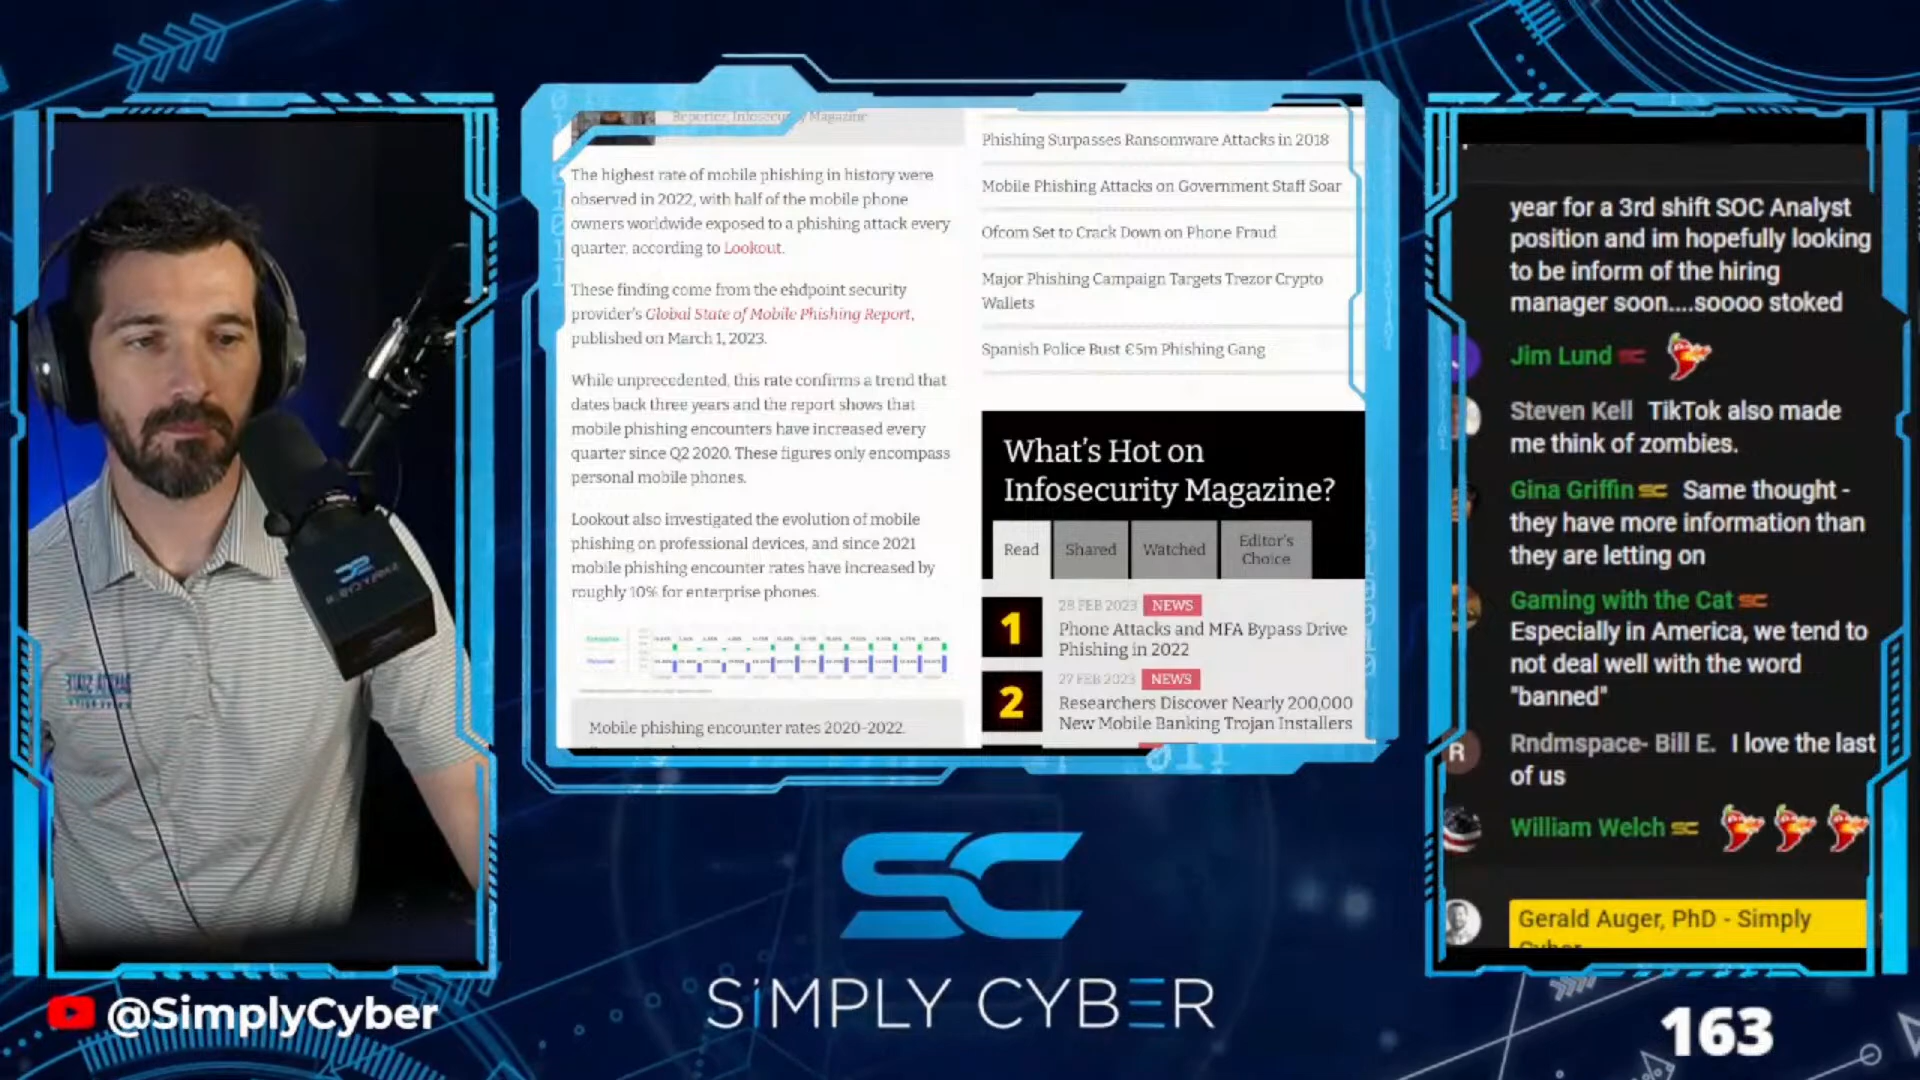 Reporter, Infosecurity Magazine
The highest rate of mobile phishing in history were
observed in 2022, with half of the mobile phone
owners worldwide exposed to a phishing attack every
quarter, according to Lookout.
These finding come from the endpoint security
provider's Global State of Mobile Phishing Report,
published on March 1, 2023.
While unprecedented, this rate confirms a trend that
dates back three years and the report shows that
mobile phishing encounters have increased every
quarter since Q2 2020. These figures only encompass
personal mobile phones.
Lookout also investigated the evolution of mobile
phishing on professional devices, and since 2021
mobile phishing encounter rates have increased by
roughly 10% for enterprise phones.
Mobile phishing encounter rates 2020-2022.
Phishing Surpasses Ransomware Attacks in 2018
Mobile Phishing Attacks on Government Staff Soar
Ofcom Set to Crack Down on Phone Fraud
Major Phishing Campaign Targets Trezor Crypto
Wallets
Spanish Police Bust €5m Phishing Gang
What's Hot on
Infosecurity Magazine?
Read
Shared
Watched
Editor's
Choice
1
28 FEB 2023 NEWS
Phone Attacks and MFA Bypass Drive
Phishing in 2022
2
27 FEB 2023 NEWS
Researchers Discover Nearly 200,000
New Mobile Banking Trojan Installers
year for a 3rd shift SOC Analyst
position and im hopefully looking
to be inform of the hiring
manager soon....soooo stoked
Jim Lund
Steven Kell TikTok also made
me think of zombies.
Gina Griffin Same thought -
they have more information than
they are letting on
Gaming with the Cat
Especially in America, we tend to
not deal well with the word
"banned"
R
Rndmspace- Bill E. I love the last
of us
William Welch
Gerald Auger, PhD - Simply
SC
SiMPLY CYBER
@SimplyCyber
163